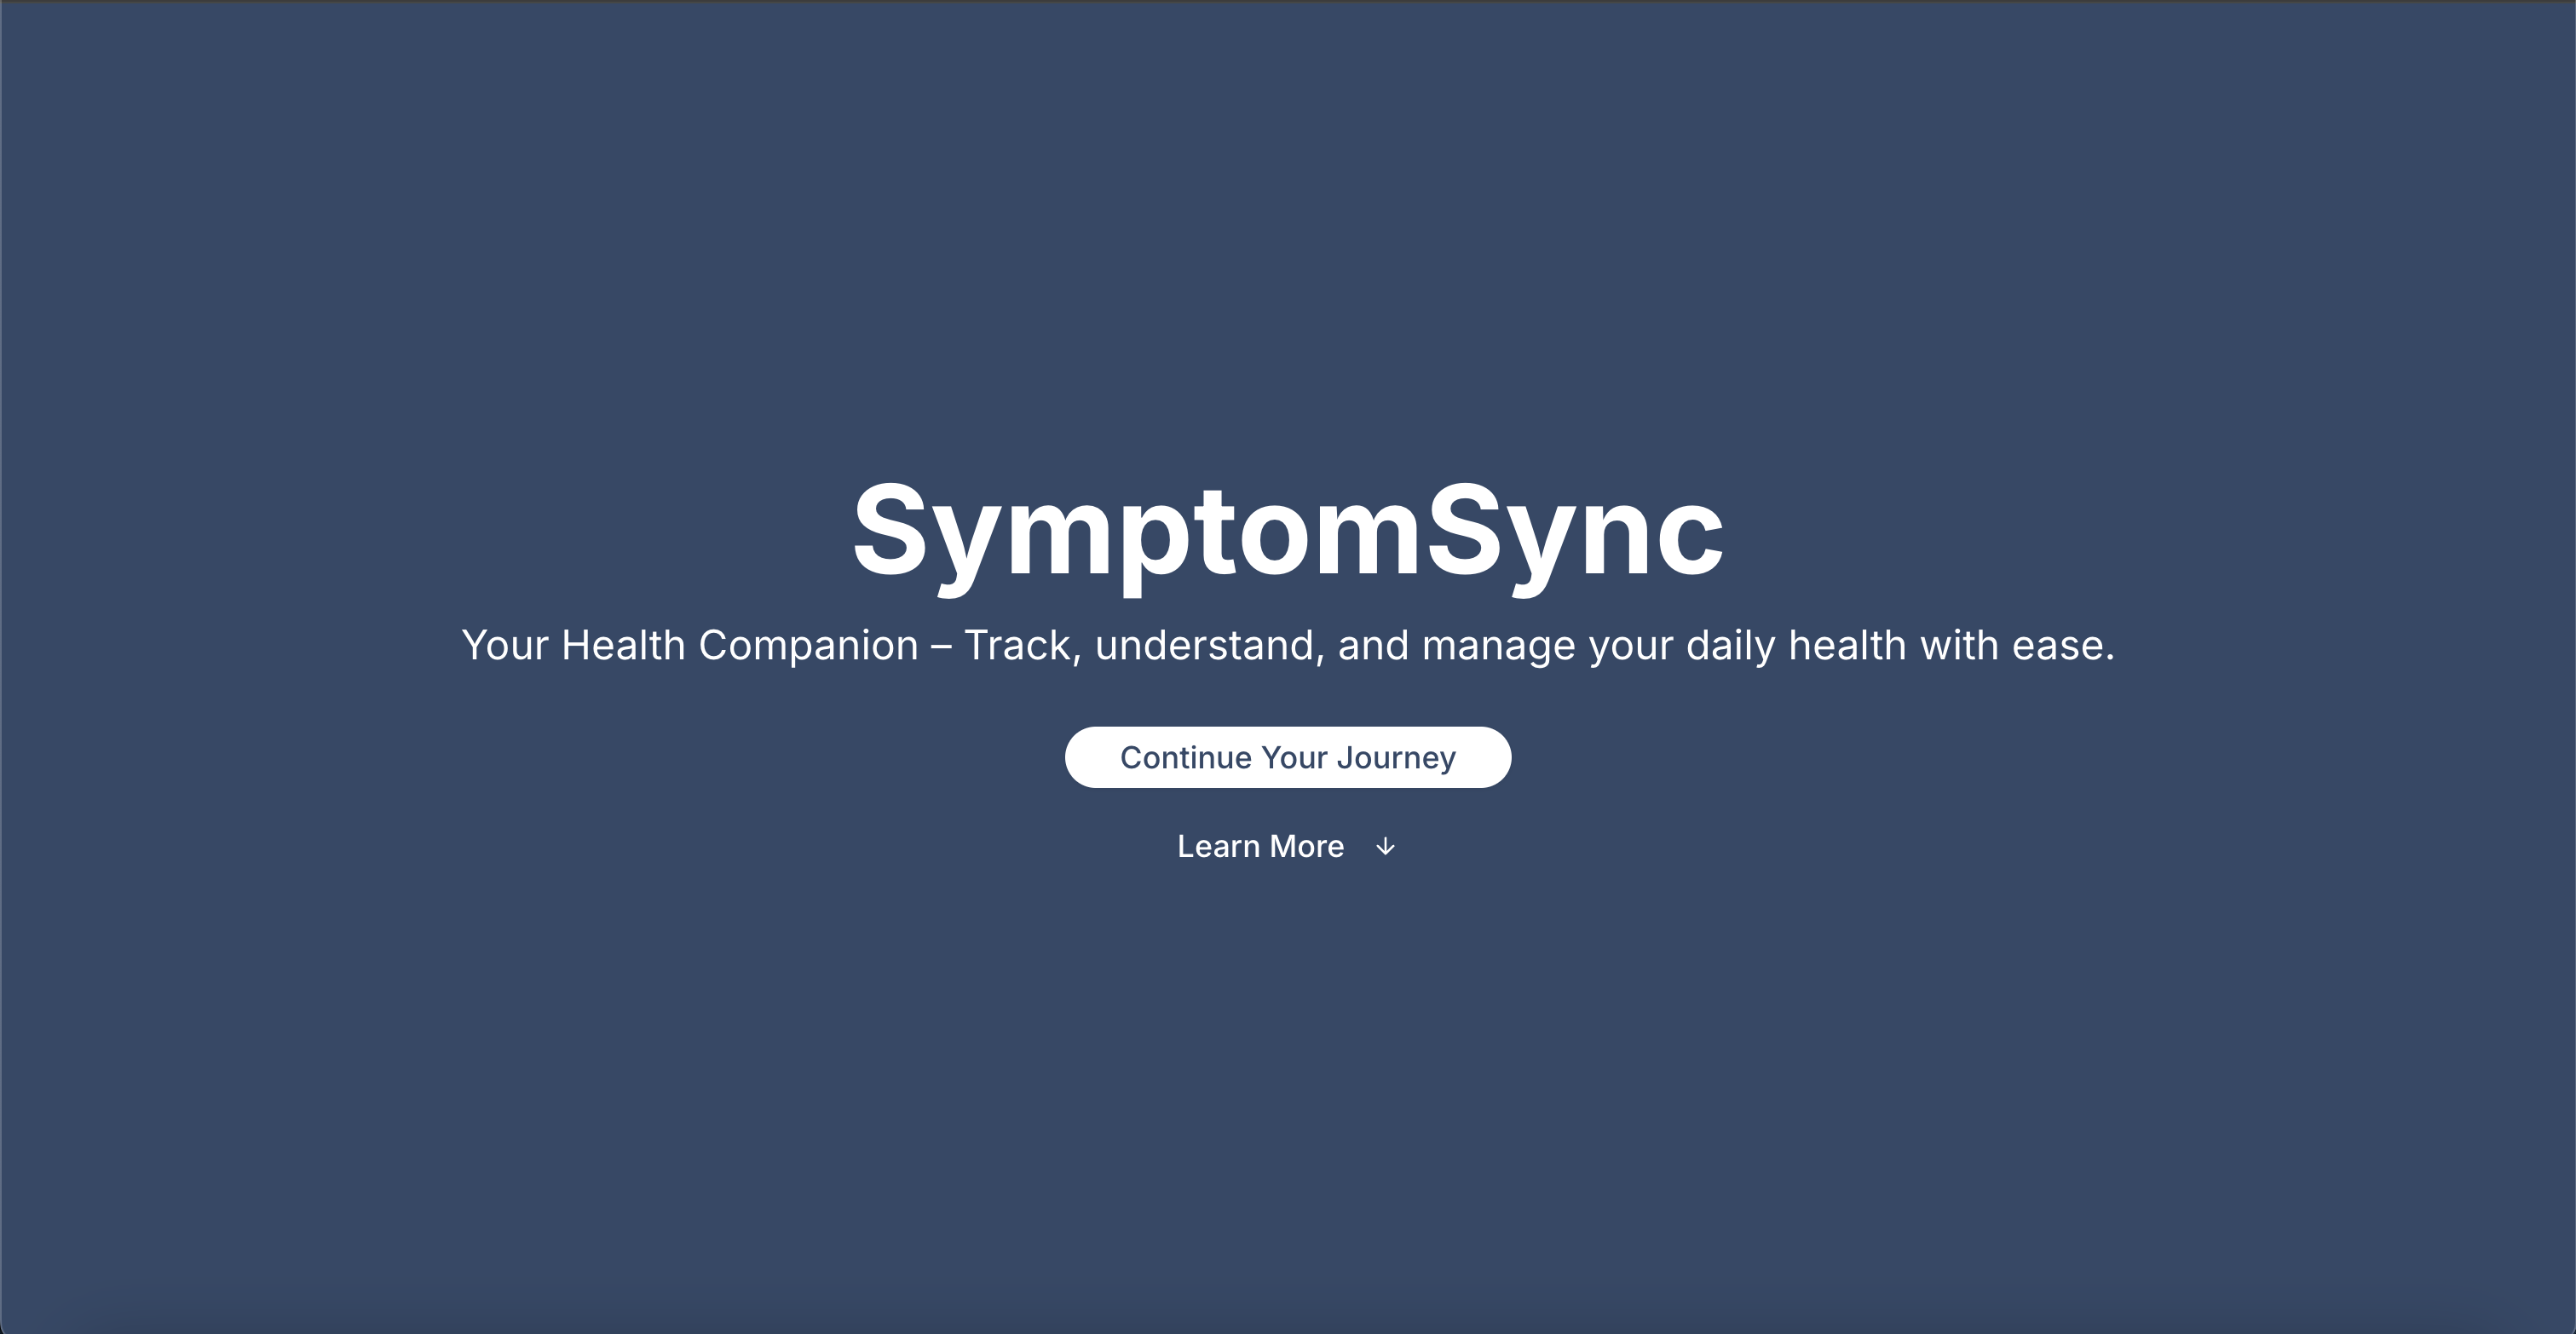 SymptomSync
Your Health Companion – Track, understand, and manage your daily health with ease.
Continue Your Journey
Learn More ↓